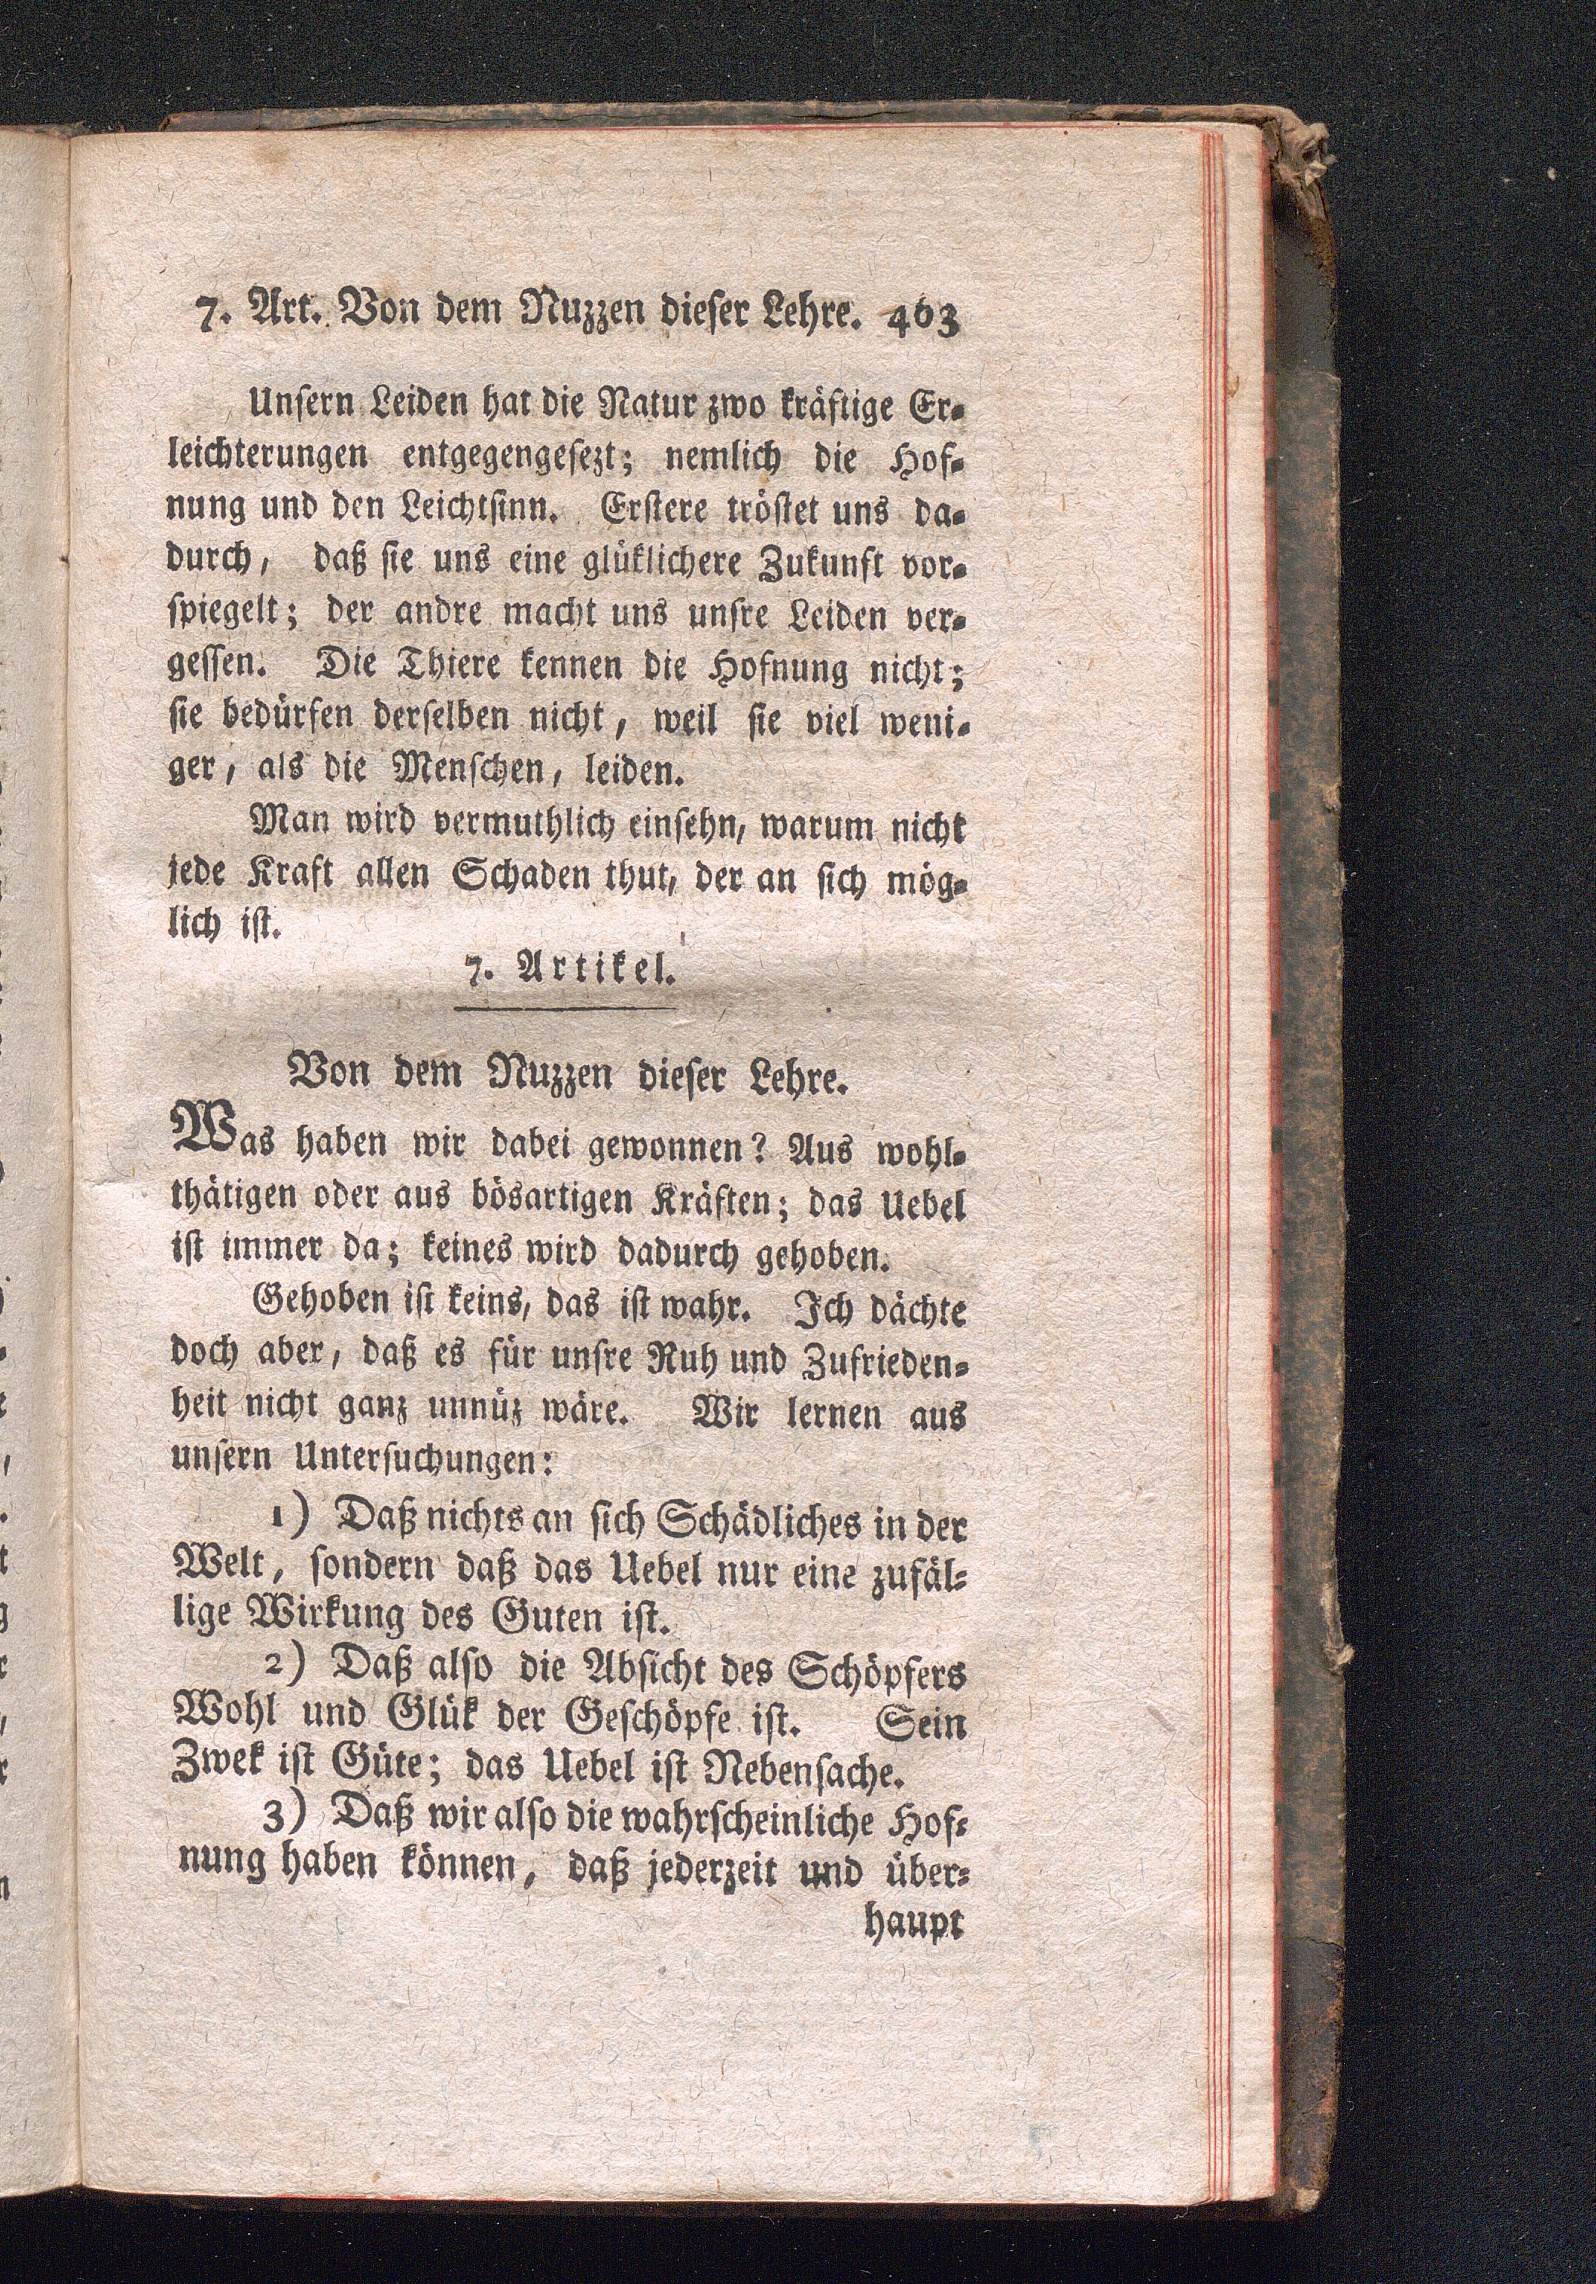 7. Art. Von dem Nuzzen dieser Lehre. 463
Unsern Leiden hat die Natur zwo kräftige Er-
leichterungen entgegengesezt; nemlich die Hof-
nung und den Leichtsinn. Erstere tröstet uns da-
durch, daß sie uns eine glüklichere Zukunft vor-
spiegelt; der andre macht uns unsre Leiden ver-
gessen. Die Thiere kennen die Hofnung nicht;
sie bedürfen derselben nicht, weil sie viel weni-
ger, als die Menschen, leiden.
Man wird vermuthlich einsehn, warum nicht
jede Kraft allen Schaden thut, der an sich mög-
lich ist.
7. Artikel.
Von dem Nuzzen dieser Lehre.
Was haben wir dabei gewonnen? Aus wohl-
thätigen oder aus bösartigen Kräften; das Uebel
ist immer da; keines wird dadurch gehoben.
Gehoben ist keins, das ist wahr. Ich dächte
doch aber, daß es für unsre Ruh und Zufrieden-
heit nicht ganz unnüz wäre. Wir lernen aus
unsern Untersuchungen:
1) Daß nichts an sich Schädliches in der
Welt, sondern daß das Uebel nur eine zufäl-
lige Wirkung des Guten ist.
2) Daß also die Absicht des Schöpfers
Wohl und Glük der Geschöpfe ist. Sein
Zwek ist Güte; das Uebel ist Nebensache.
3) Daß wir also die wahrscheinliche Hof-
nung haben können, daß jederzeit und über-
haupt